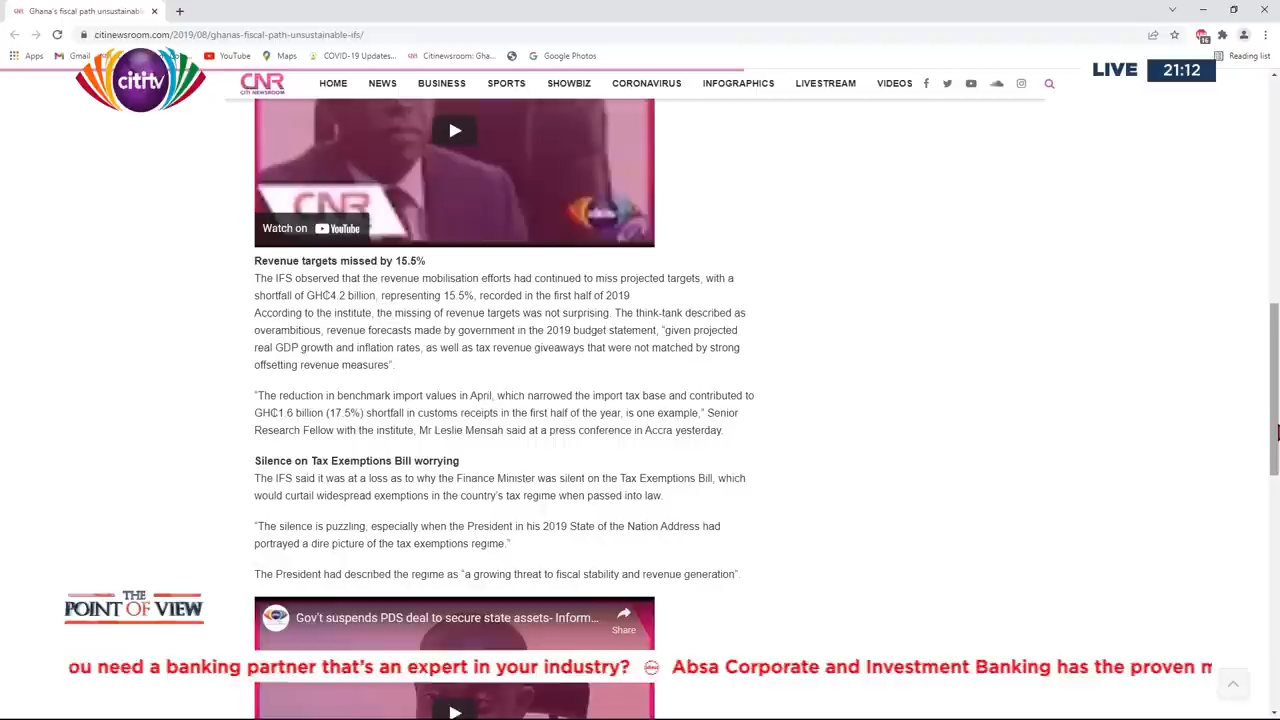 Ghana's fiscal path unsustainable
citinewsroom.com/2019/08/ghanas-fiscal-path-unsustainable-ifs/
Apps Gmail YouTube Maps COVID-19 Updates... Citinewsroom: Gha... Google Photos Reading list
citi tv
CNR
CITI NEWSROOM
HOME NEWS BUSINESS SPORTS SHOWBIZ CORONAVIRUS INFOGRAPHICS LIVESTREAM VIDEOS
LIVE 21:12
CNR
Watch on YouTube
Revenue targets missed by 15.5%
The IFS observed that the revenue mobilisation efforts had continued to miss projected targets, with a
shortfall of GH₵4.2 billion, representing 15.5%, recorded in the first half of 2019
According to the institute, the missing of revenue targets was not surprising. The think-tank described as
overambitious, revenue forecasts made by government in the 2019 budget statement, “given projected
real GDP growth and inflation rates, as well as tax revenue giveaways that were not matched by strong
offsetting revenue measures”.
“The reduction in benchmark import values in April, which narrowed the import tax base and contributed to
GH₵1.6 billion (17.5%) shortfall in customs receipts in the first half of the year, is one example,” Senior
Research Fellow with the institute, Mr Leslie Mensah said at a press conference in Accra yesterday.
Silence on Tax Exemptions Bill worrying
The IFS said it was at a loss as to why the Finance Minister was silent on the Tax Exemptions Bill, which
would curtail widespread exemptions in the country’s tax regime when passed into law.
“The silence is puzzling, especially when the President in his 2019 State of the Nation Address had
portrayed a dire picture of the tax exemptions regime.”
The President had described the regime as “a growing threat to fiscal stability and revenue generation”.
THE
POINT OF VIEW
Gov't suspends PDS deal to secure state assets- Inform...
Share
ou need a banking partner that's an expert in your industry? absa Absa Corporate and Investment Banking has the proven